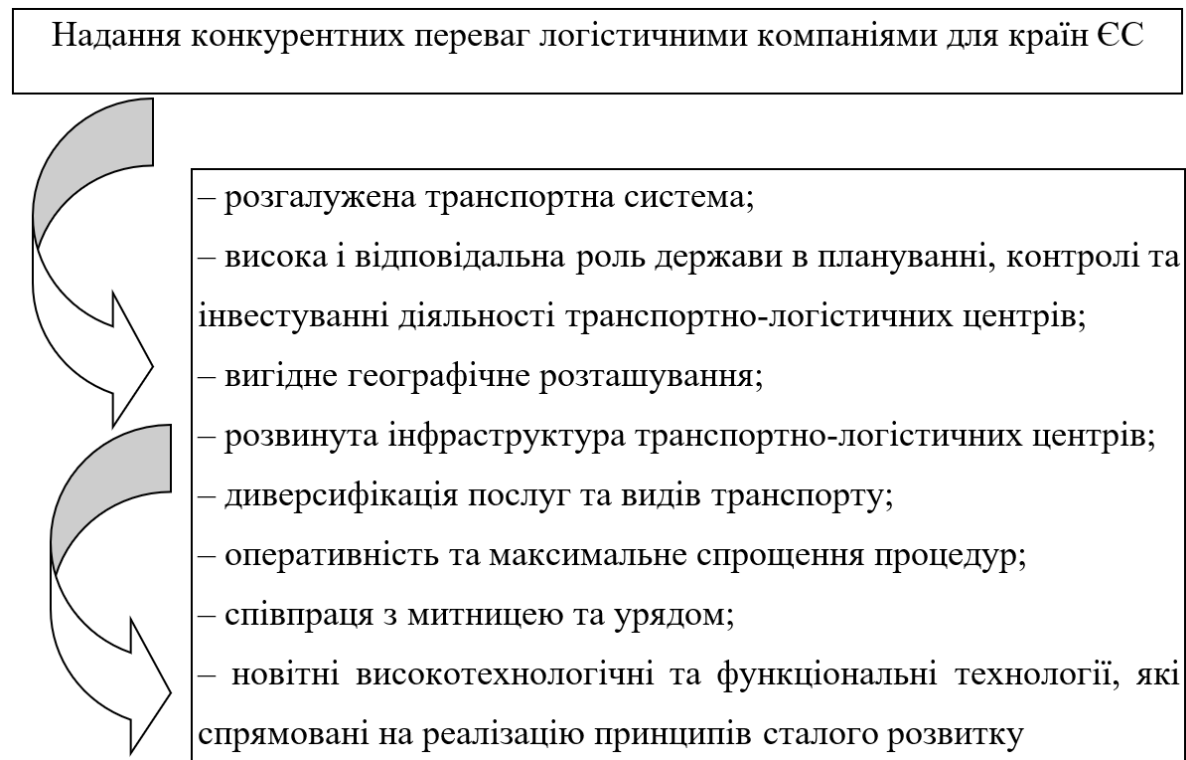 Надання конкурентних переваг логістичними компаніями для країн ЄС
– розгалужена транспортна система;
– висока і відповідальна роль держави в плануванні, контролі та
інвестуванні діяльності транспортно-логістичних центрів;
– вигідне географічне розташування;
– розвинута інфраструктура транспортно-логістичних центрів;
– диверсифікація послуг та видів транспорту;
– оперативність та максимальне спрощення процедур;
– співпраця з митницею та урядом;
– новітні високотехнологічні та функціональні технології, які
спрямовані на реалізацію принципів сталого розвитку